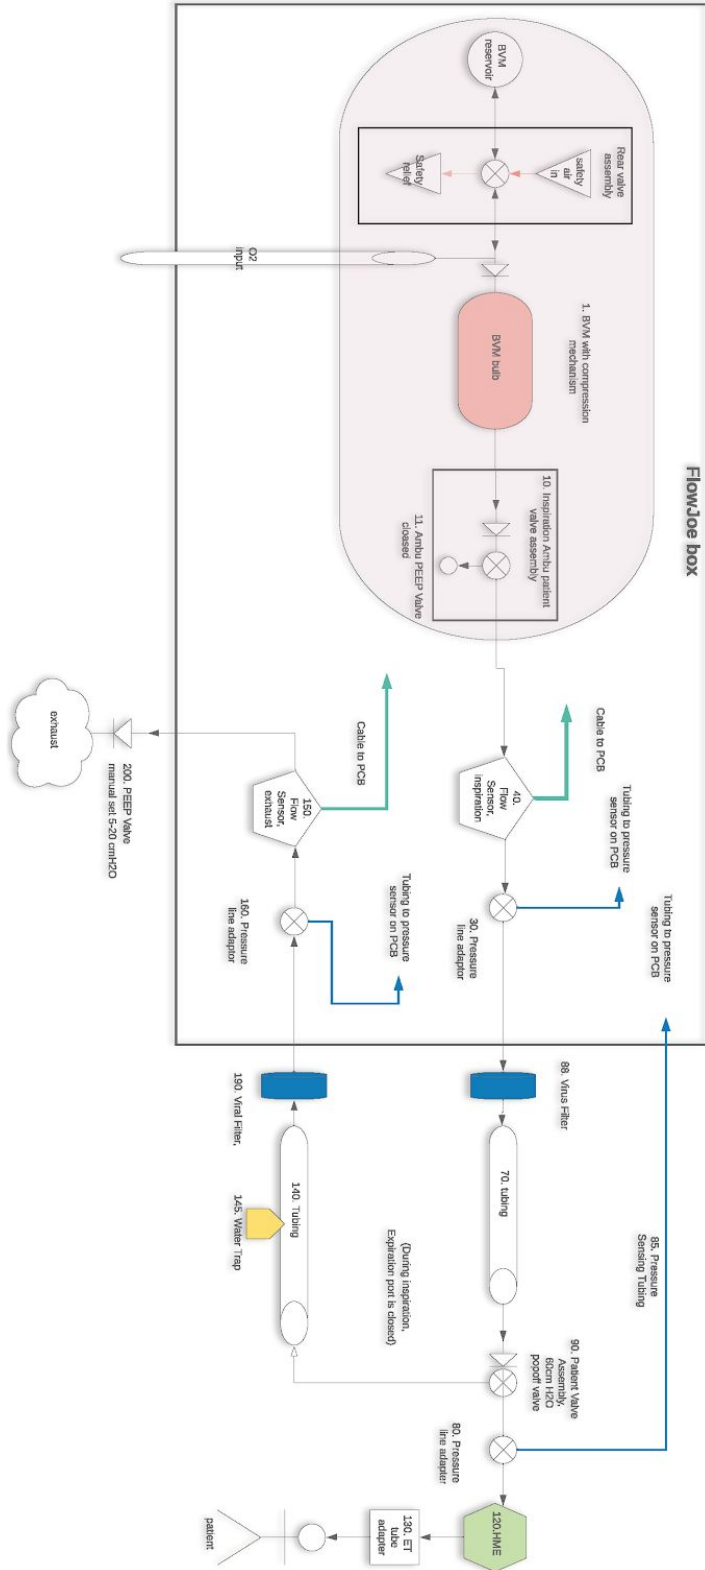 FlowJoe box
BVM
reservoir
Rear valve
assembly
safety
air
in
Safety
relief
O2
input
1. BVM with compression
mechanism
BVM bulb
10. Inspiration Ambu patient
valve assembly
11. Ambu PEEP Valve
cloased
Cable to PCB
40.
Flow
Sensor,
inspiration
Tubing to pressure
sensor on PCB
30. Pressure
line adaptor
Tubing to pressure
sensor on PCB
85. Pressure
Sensing Tubing
88. Virus Filter
70. tubing
90. Patient Valve
Assembly,
60cm H2O
popoff valve
80. Pressure
line adapter
120.HME
130. ET
tube
adapter
patient
(During inspiration,
Expiration port is closed)
140. Tubing
145. Water Trap
190. Viral Filter,
160. Pressure
line adaptor
Tubing to pressure
sensor on PCB
150.
Flow
Sensor,
exhaust
Cable to PCB
200. PEEP Valve
manual set 5-20 cmH2O
exhaust